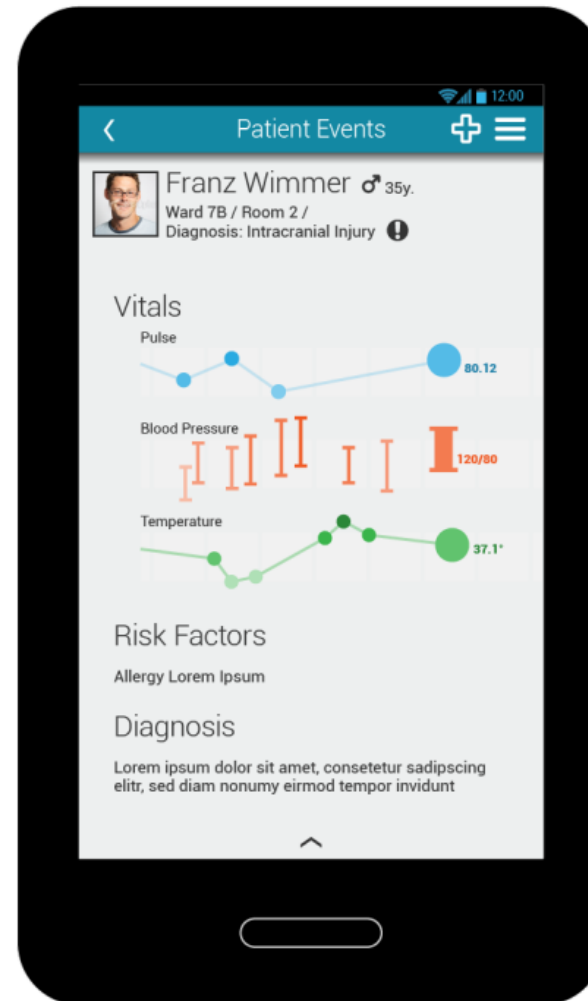 12:00
Patient Events
Franz Wimmer ♂ 35y.
Ward 7B / Room 2 /
Diagnosis: Intracranial Injury
Vitals
Pulse
80.12
Blood Pressure
120/80
Temperature
37.1°
Risk Factors
Allergy Lorem Ipsum
Diagnosis
Lorem ipsum dolor sit amet, consetetur sadipscing
elitr, sed diam nonumy eirmod tempor invidunt